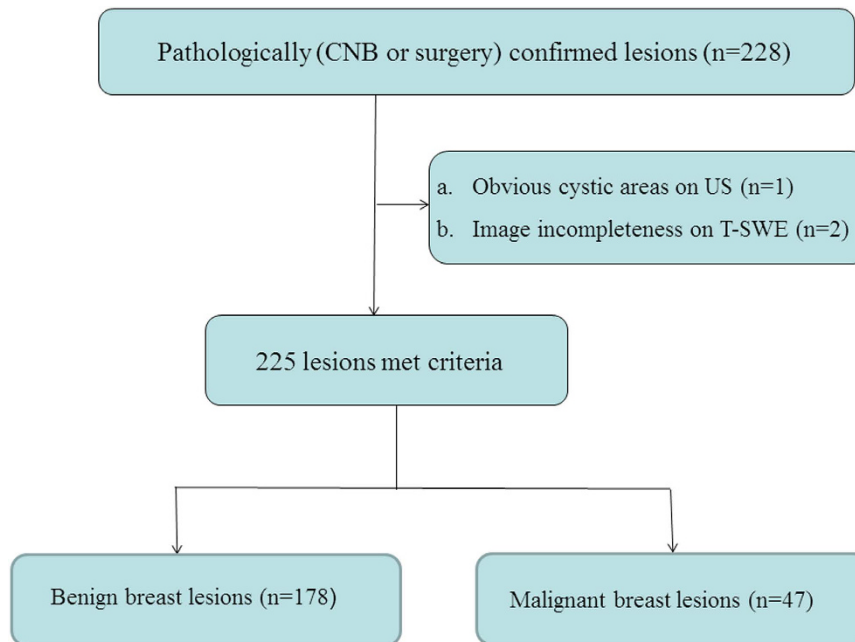 Pathologically (CNB or surgery) confirmed lesions (n=228)
a. Obvious cystic areas on US (n=1)
b. Image incompleteness on T-SWE (n=2)
225 lesions met criteria
Benign breast lesions (n=178)
Malignant breast lesions (n=47)